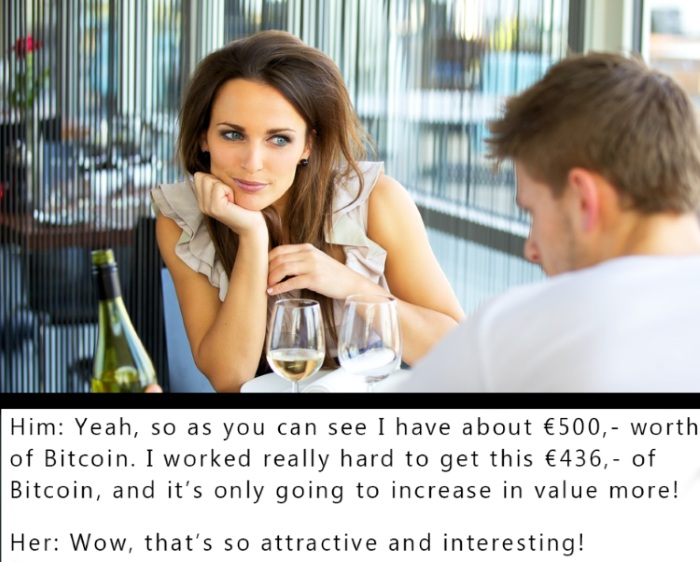 Him: Yeah, so as you can see I have about €500,- worth
of Bitcoin. I worked really hard to get this €436,- of
Bitcoin, and it’s only going to increase in value more!
Her: Wow, that’s so attractive and interesting!